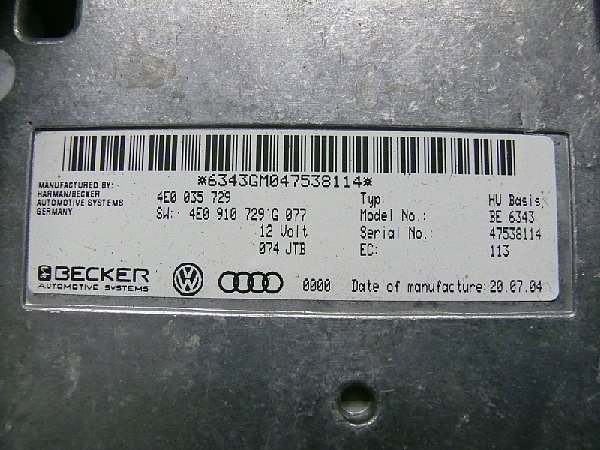 *6343GM047538114*
MANUFACTURED BY:
HARMAN/BECKER
AUTOMOTIVE SYSTEMS
GERMANY
4E0 035 729
SW: 4E0 910 729 G 077
12 Volt
074 JTB
Typ HU Basis
Model No.: BE 6343
Serial No.: 47538114
EC: 113
BECKER
AUTOMOTIVE SYSTEMS
VW
0000 Date of manufacture: 20.07.04